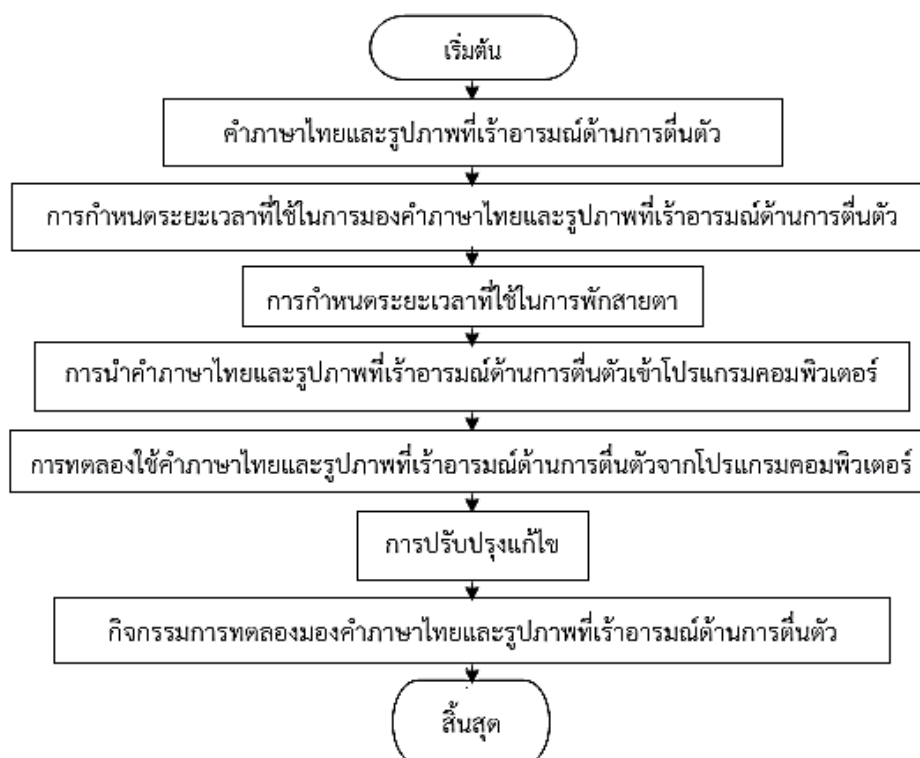 เริ่มต้น
คำภาษาไทยและรูปภาพที่เร้าอารมณ์ด้านการตื่นตัว
การกำหนดระยะเวลาที่ใช้ในการมองคำภาษาไทยและรูปภาพที่เร้าอารมณ์ด้านการตื่นตัว
การกำหนดระยะเวลาที่ใช้ในการพักสายตา
การนำคำภาษาไทยและรูปภาพที่เร้าอารมณ์ด้านการตื่นตัวเข้าโปรแกรมคอมพิวเตอร์
การทดลองใช้คำภาษาไทยและรูปภาพที่เร้าอารมณ์ด้านการตื่นตัวจากโปรแกรมคอมพิวเตอร์
การปรับปรุงแก้ไข
กิจกรรมการทดลองมองคำภาษาไทยและรูปภาพที่เร้าอารมณ์ด้านการตื่นตัว
สิ้นสุด